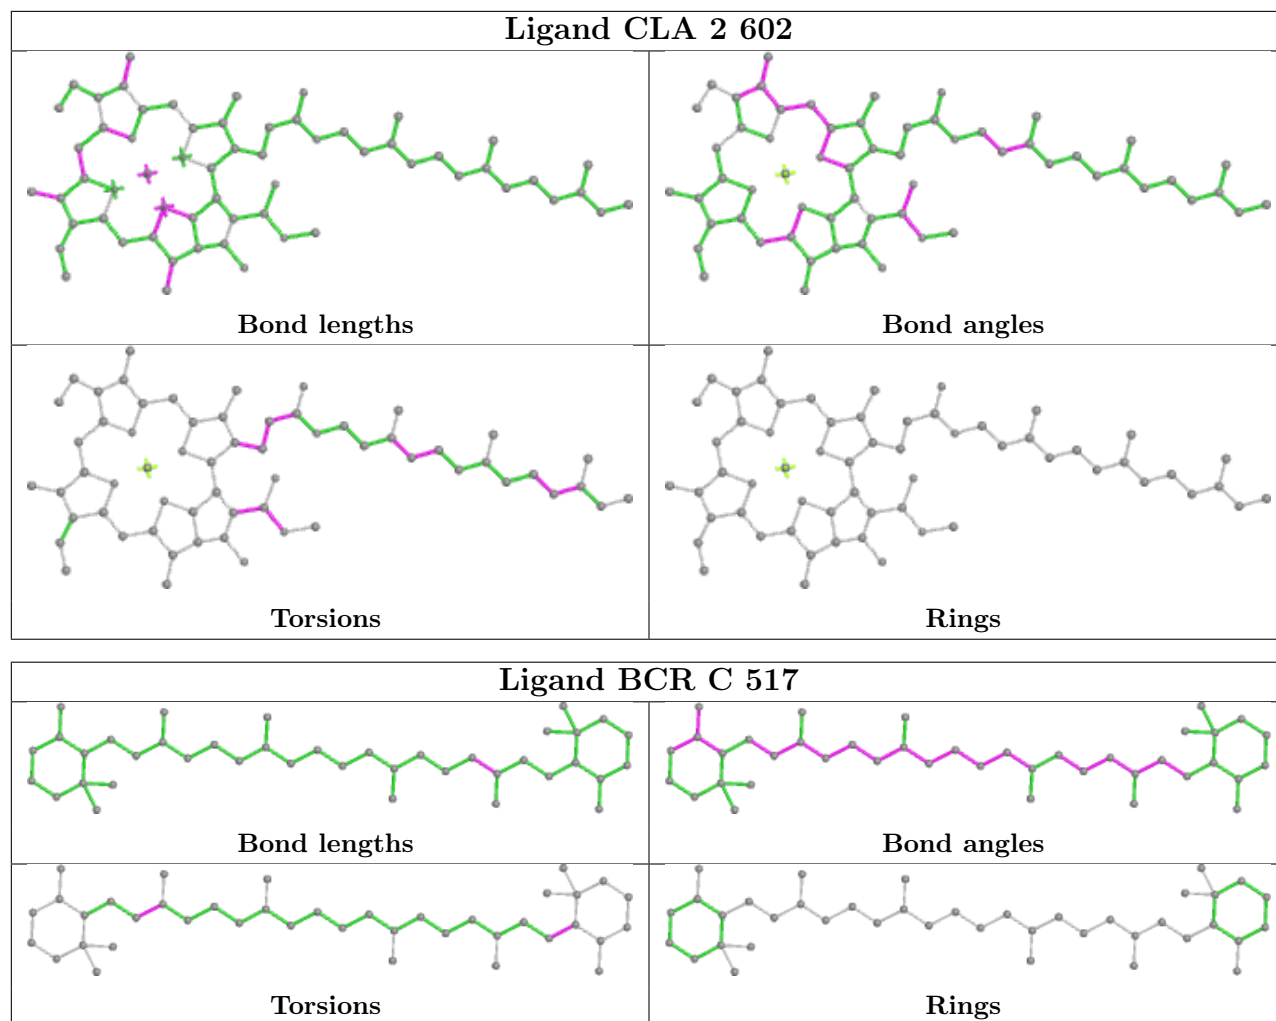 Ligand CLA 2 602
Bond lengths
Bond angles
Torsions
Rings
Ligand BCR C 517
Bond lengths
Bond angles
Torsions
Rings